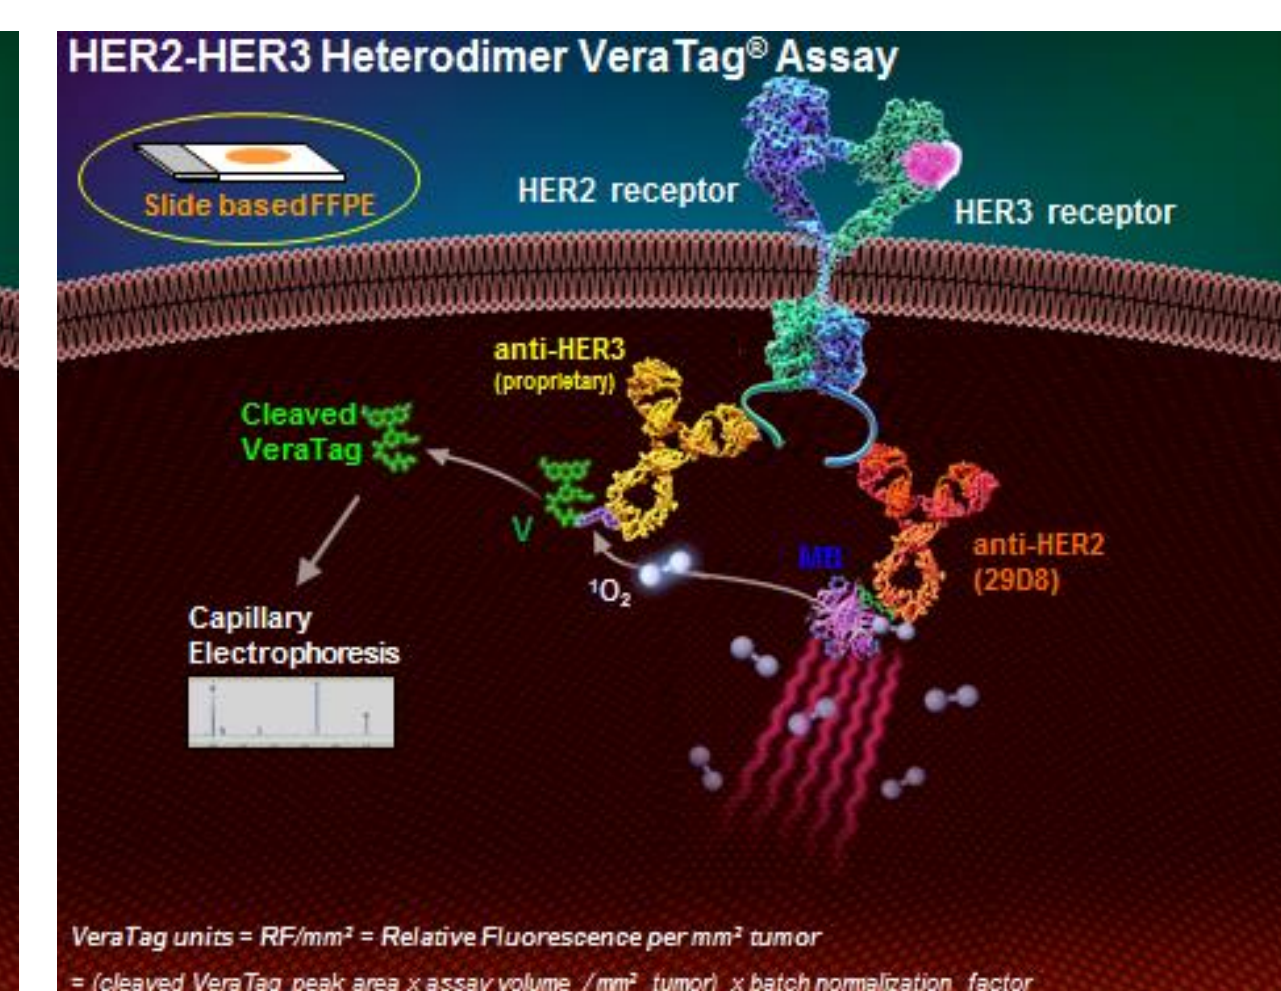 HER2-HER3 Heterodimer VeraTag® Assay
Slide based FFPE
HER2 receptor
HER3 receptor
anti-HER3
(proprietary)
Cleaved
VeraTag
V
¹O₂
MB
anti-HER2
(29D8)
Capillary
Electrophoresis
VeraTag units = RF/mm² = Relative Fluorescence per mm² tumor
= (cleaved VeraTag peak area x assay volume / mm² tumor) x batch normalization factor